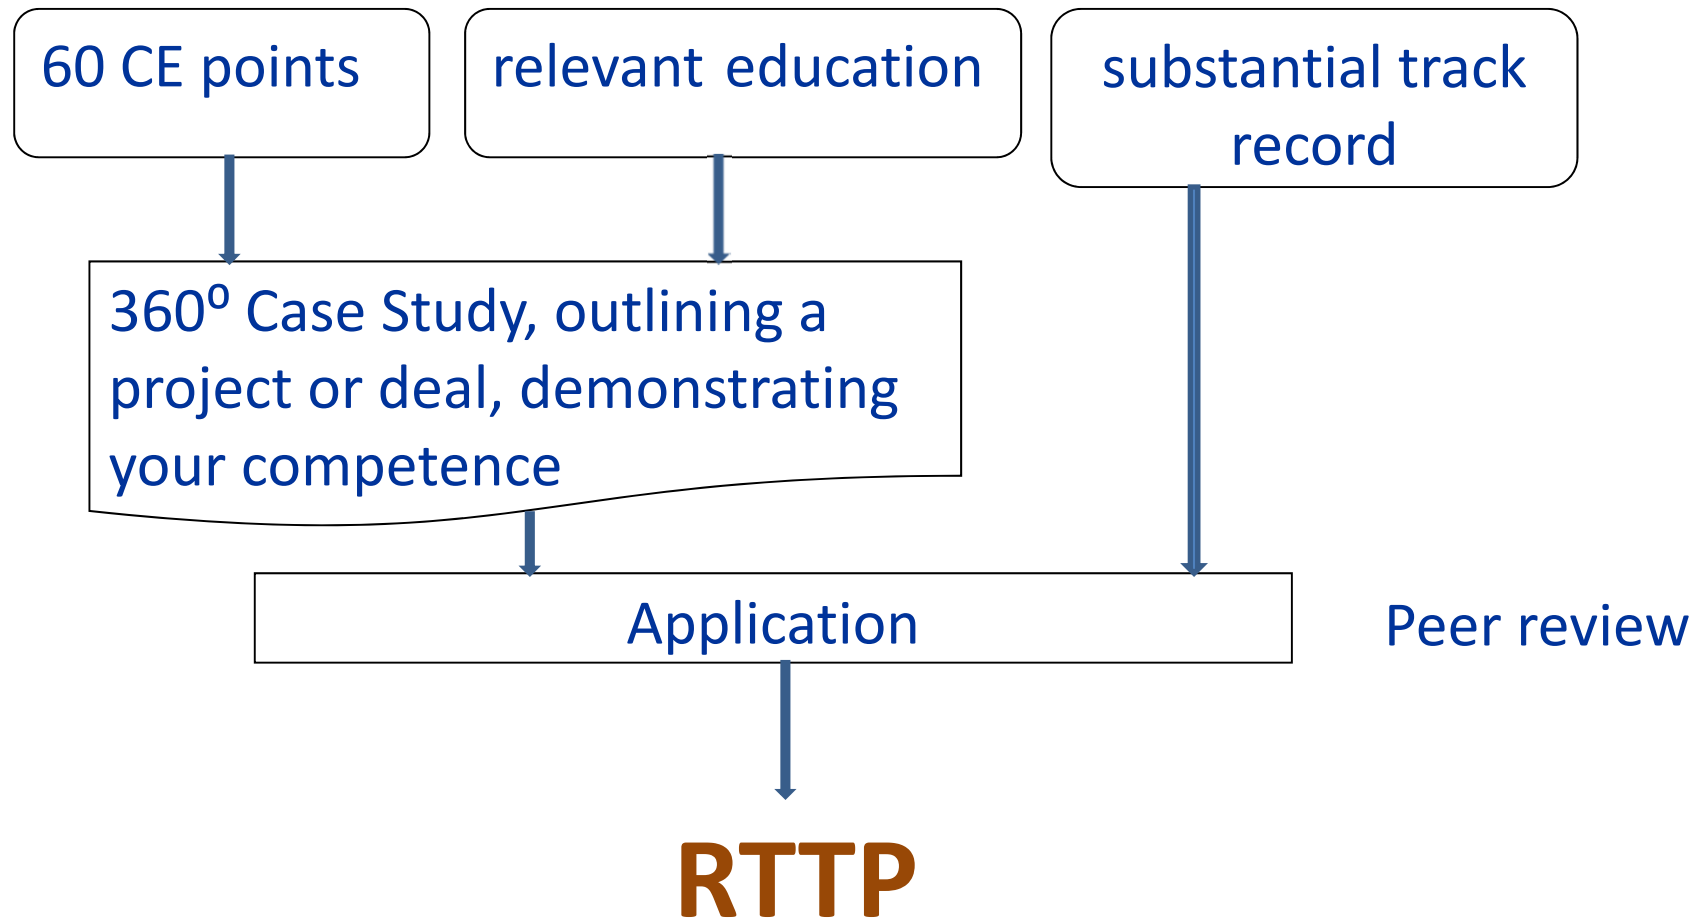 60 CE points
relevant education
substantial track
record
360⁰ Case Study, outlining a
project or deal, demonstrating
your competence
Application
Peer review
RTTP